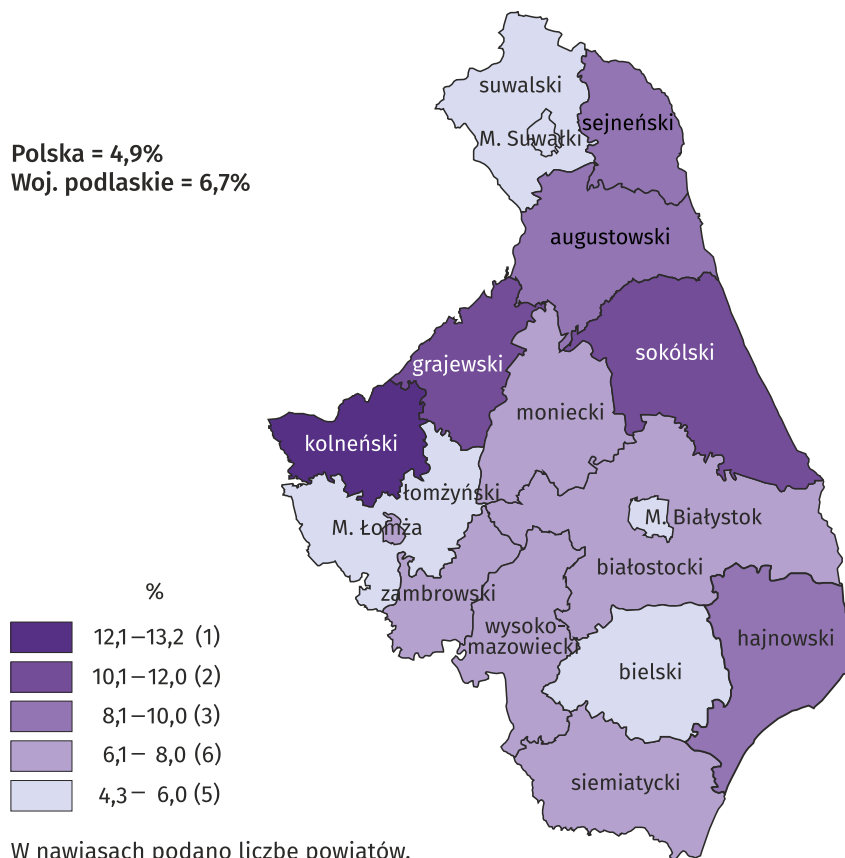 suwalski
M. Suwałki
sejneński
Polska = 4,9%
Woj. podlaskie = 6,7%
augustowski
grajewski
sokólski
moniecki
kolneński
łomżyński
M. Łomża
M. Białystok
białostocki
zambrowski
wysoko-
mazowiecki
hajnowski
bielski
siemiatycki
%
12,1–13,2 (1)
10,1–12,0 (2)
8,1–10,0 (3)
6,1– 8,0 (6)
4,3– 6,0 (5)
W nawiasach podano liczbę powiatów.